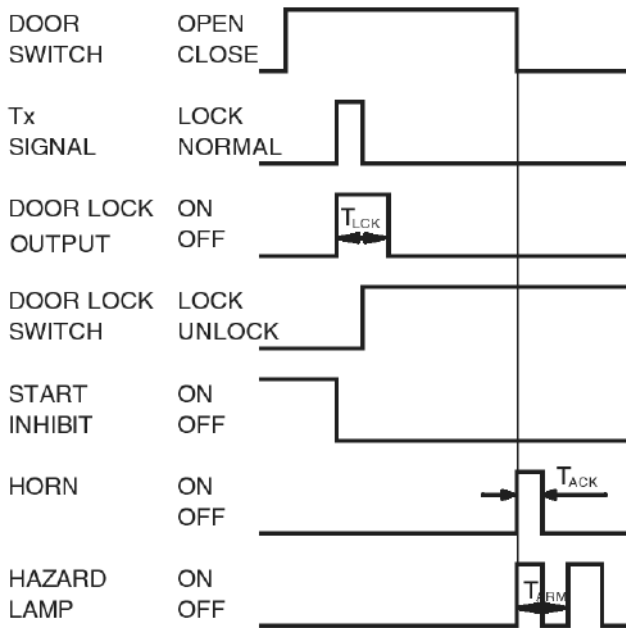 DOOR OPEN
SWITCH CLOSE
Tx LOCK
SIGNAL NORMAL
DOOR LOCK ON
OUTPUT OFF
TLCK
DOOR LOCK LOCK
SWITCH UNLOCK
START ON
INHIBIT OFF
HORN ON
OFF
TACK
HAZARD ON
LAMP OFF
TARM